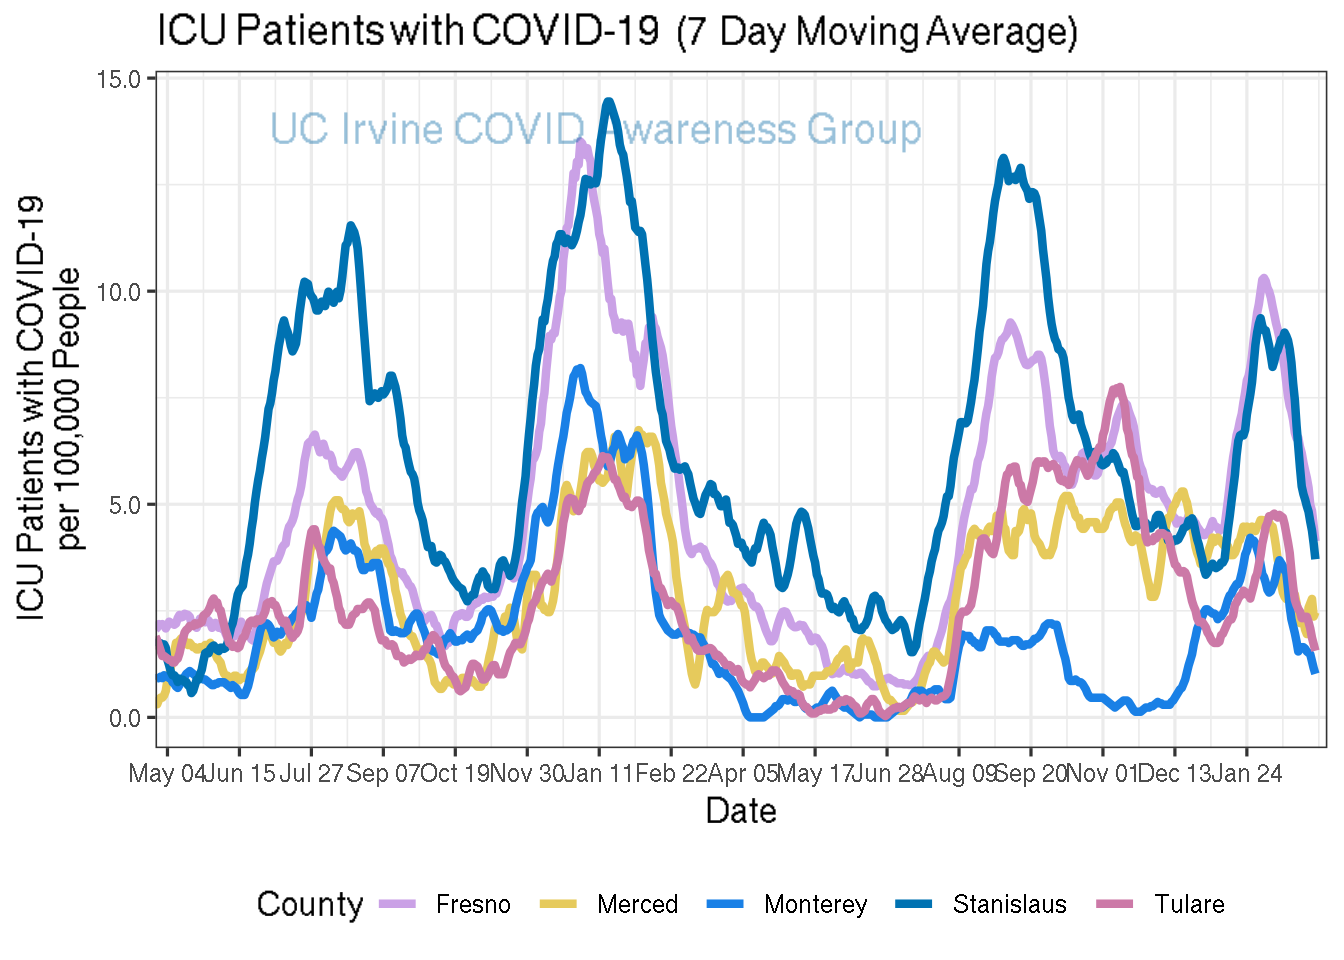 ICU Patients with COVID-19 (7 Day Moving Average)
UC Irvine COVID Awareness Group
ICU Patients with COVID-19
per 100,000 People
15.0
10.0
5.0
0.0
May 04 Jun 15 Jul 27 Sep 07 Oct 19 Nov 30 Jan 11 Feb 22 Apr 05 May 17 Jun 28 Aug 09 Sep 20 Nov 01 Dec 13 Jan 24
Date
County Fresno Merced Monterey Stanislaus Tulare